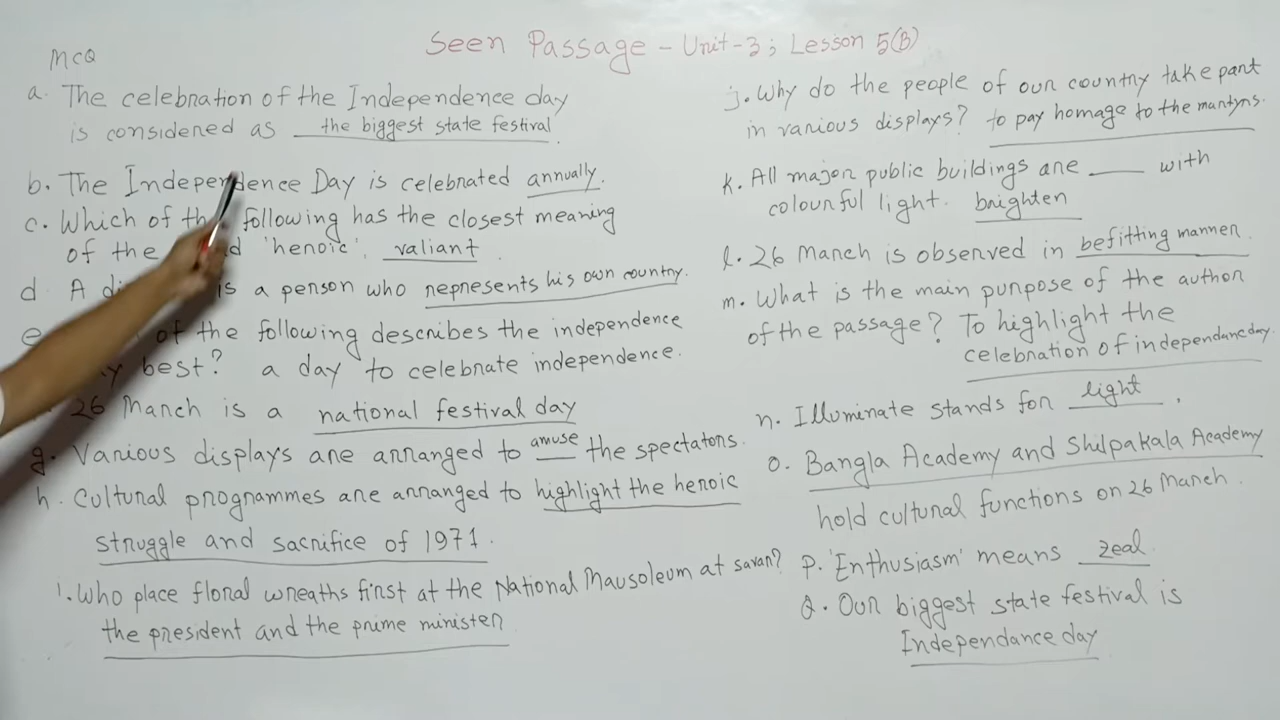 Seen Passage - Unit-3; Lesson 5(B)
MCQ
a. The celebration of the Independence day
is considered as the biggest state festival.
b. The Independence Day is celebrated annually.
c. Which of the following has the closest meaning
of the 'heroic'. valiant.
d. A is a person who represents his own country.
of the following describes the independence
best? a day to celebrate independence.
26 March is a national festival day
g. Various displays are arranged to amuse the spectators.
h. Cultural programmes are arranged to highlight the heroic
struggle and sacrifice of 1971.
i. Who place floral wreaths first at the National Mausoleum at savar?
the president and the prime minister
j. Why do the people of our country take part
in various displays? to pay homage to the martyrs.
k. All major public buildings are ____ with
colourful light. brighten
l. 26 March is observed in befitting manner.
m. What is the main purpose of the author
of the passage? To highlight the
celebration of independance day.
n. Illuminate stands for light.
o. Bangla Academy and Shilpakala Academy
hold cultural functions on 26 March.
p. 'Enthusiasm' means zeal.
Q. Our biggest state festival is
Independance day